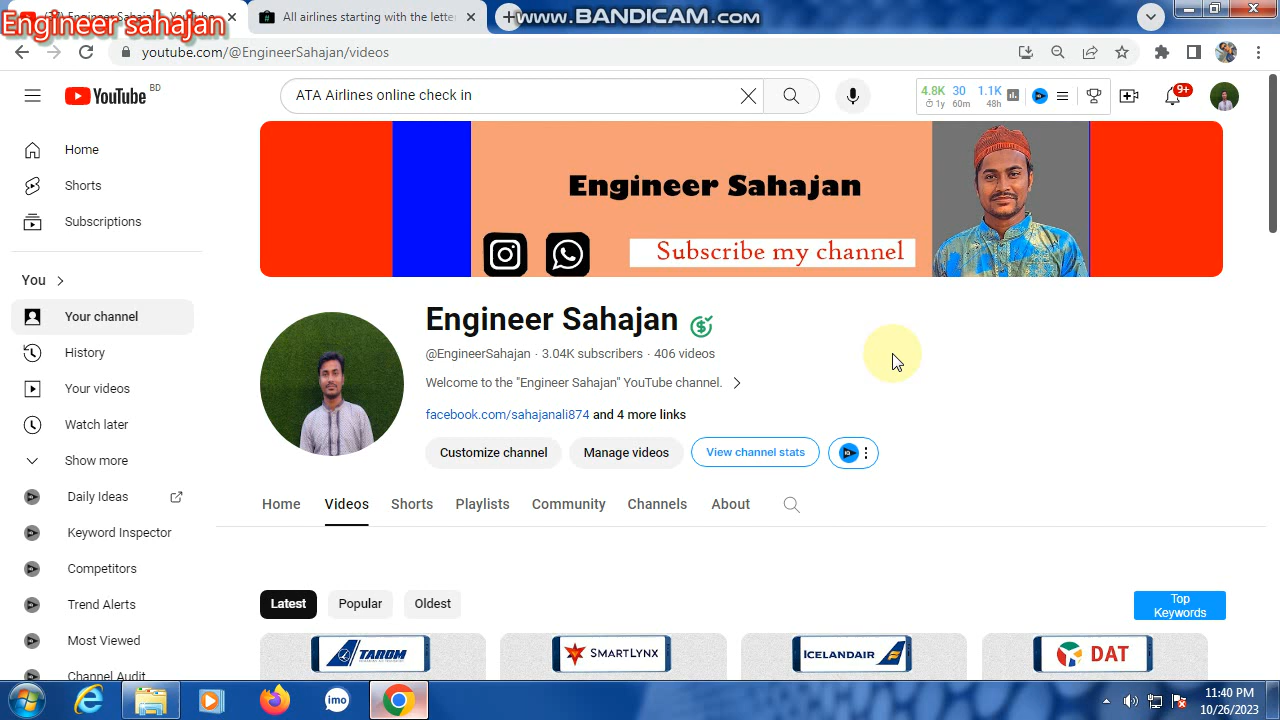 Engineer sahajan
All airlines starting with the lette
www.BANDICAM.com
youtube.com/@EngineerSahajan/videos
YouTube BD
ATA Airlines online check in
4.8K 30 1.1K
1y 60m 48h
9+
Home
Shorts
Subscriptions
You
Your channel
History
Your videos
Watch later
Show more
Daily Ideas
Keyword Inspector
Competitors
Trend Alerts
Most Viewed
Channel Audit
Engineer Sahajan
Subscribe my channel
Engineer Sahajan
@EngineerSahajan · 3.04K subscribers · 406 videos
Welcome to the "Engineer Sahajan" YouTube channel.
facebook.com/sahajanali874 and 4 more links
Customize channel
Manage videos
View channel stats
Home Videos Shorts Playlists Community Channels About
Latest Popular Oldest
Top
Keywords
TAROM
SMARTLYNX
ICELANDAIR
DAT
imo
11:40 PM
10/26/2023